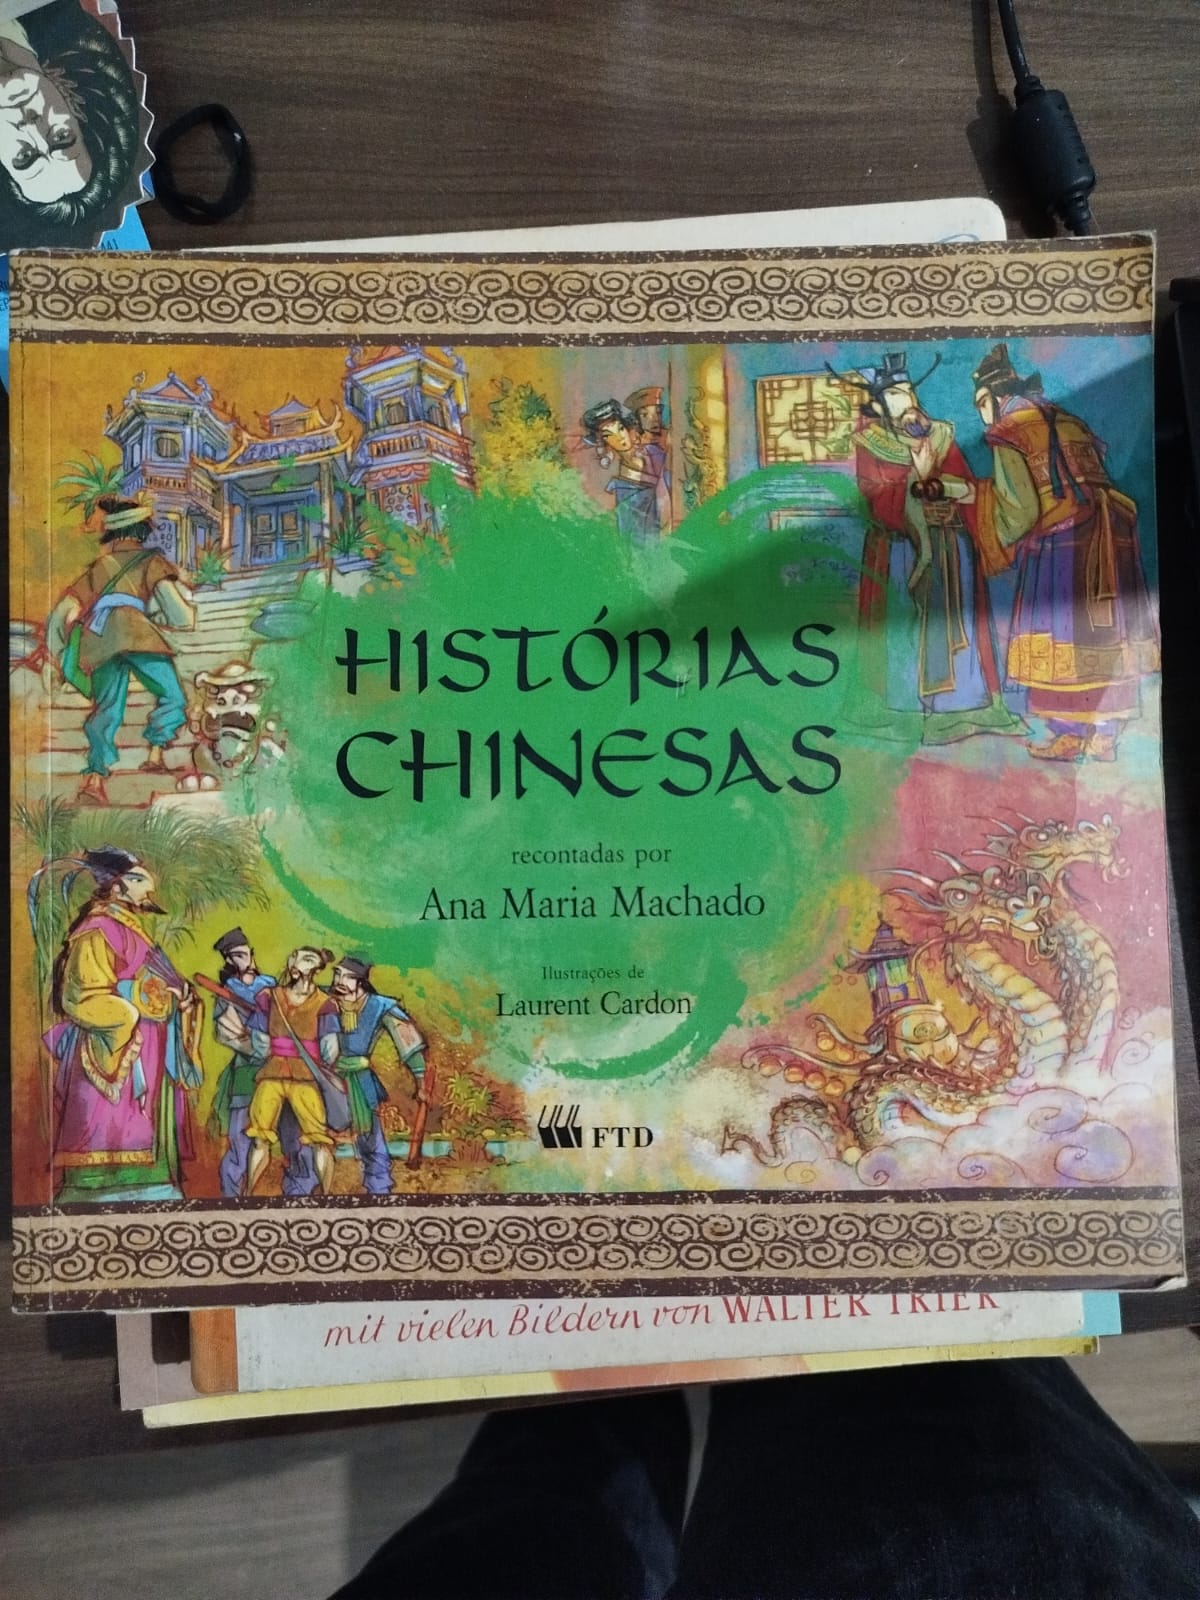 HISTÓRIAS
CHINESAS
recontadas por
Ana Maria Machado
Ilustrações de
Laurent Cardon
FTD
mit vielen Bildern von WALTER TRIER